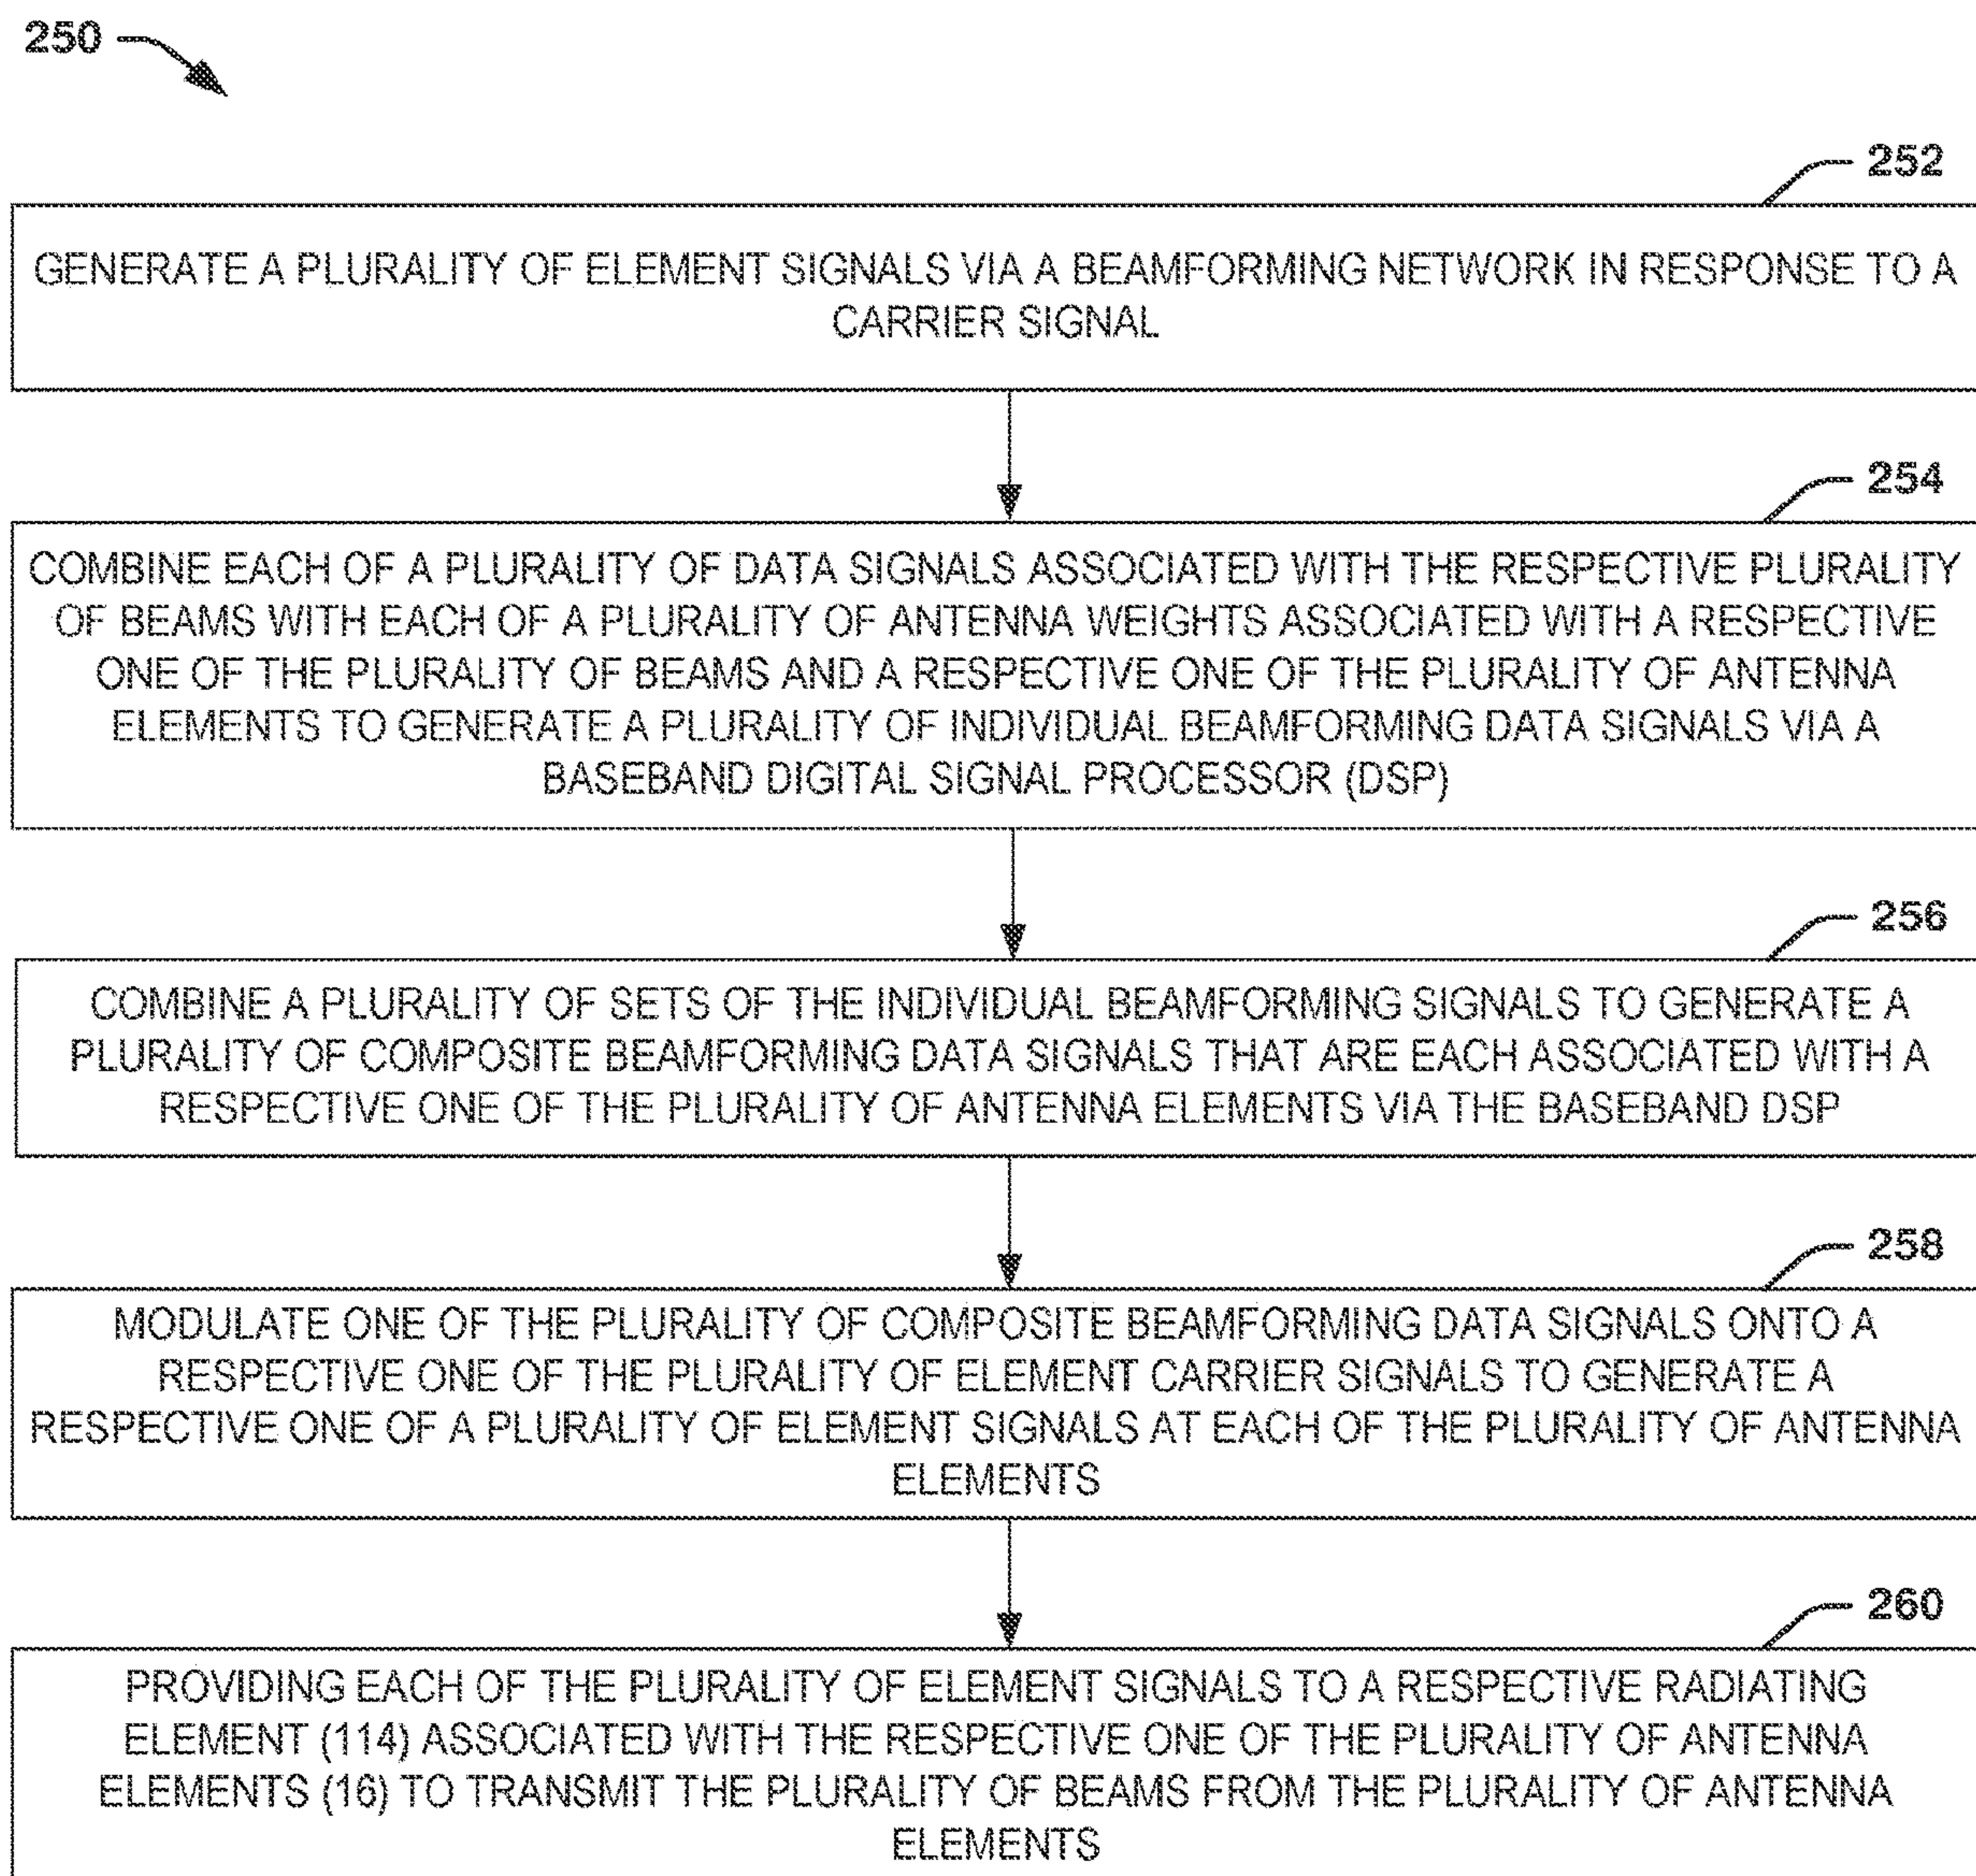 250
252
GENERATE A PLURALITY OF ELEMENT SIGNALS VIA A BEAMFORMING NETWORK IN RESPONSE TO A
CARRIER SIGNAL
254
COMBINE EACH OF A PLURALITY OF DATA SIGNALS ASSOCIATED WITH THE RESPECTIVE PLURALITY
OF BEAMS WITH EACH OF A PLURALITY OF ANTENNA WEIGHTS ASSOCIATED WITH A RESPECTIVE
ONE OF THE PLURALITY OF BEAMS AND A RESPECTIVE ONE OF THE PLURALITY OF ANTENNA
ELEMENTS TO GENERATE A PLURALITY OF INDIVIDUAL BEAMFORMING DATA SIGNALS VIA A
BASEBAND DIGITAL SIGNAL PROCESSOR (DSP)
256
COMBINE A PLURALITY OF SETS OF THE INDIVIDUAL BEAMFORMING SIGNALS TO GENERATE A
PLURALITY OF COMPOSITE BEAMFORMING DATA SIGNALS THAT ARE EACH ASSOCIATED WITH A
RESPECTIVE ONE OF THE PLURALITY OF ANTENNA ELEMENTS VIA THE BASEBAND DSP
258
MODULATE ONE OF THE PLURALITY OF COMPOSITE BEAMFORMING DATA SIGNALS ONTO A
RESPECTIVE ONE OF THE PLURALITY OF ELEMENT CARRIER SIGNALS TO GENERATE A
RESPECTIVE ONE OF A PLURALITY OF ELEMENT SIGNALS AT EACH OF THE PLURALITY OF ANTENNA
ELEMENTS
260
PROVIDING EACH OF THE PLURALITY OF ELEMENT SIGNALS TO A RESPECTIVE RADIATING
ELEMENT (114) ASSOCIATED WITH THE RESPECTIVE ONE OF THE PLURALITY OF ANTENNA
ELEMENTS (16) TO TRANSMIT THE PLURALITY OF BEAMS FROM THE PLURALITY OF ANTENNA
ELEMENTS